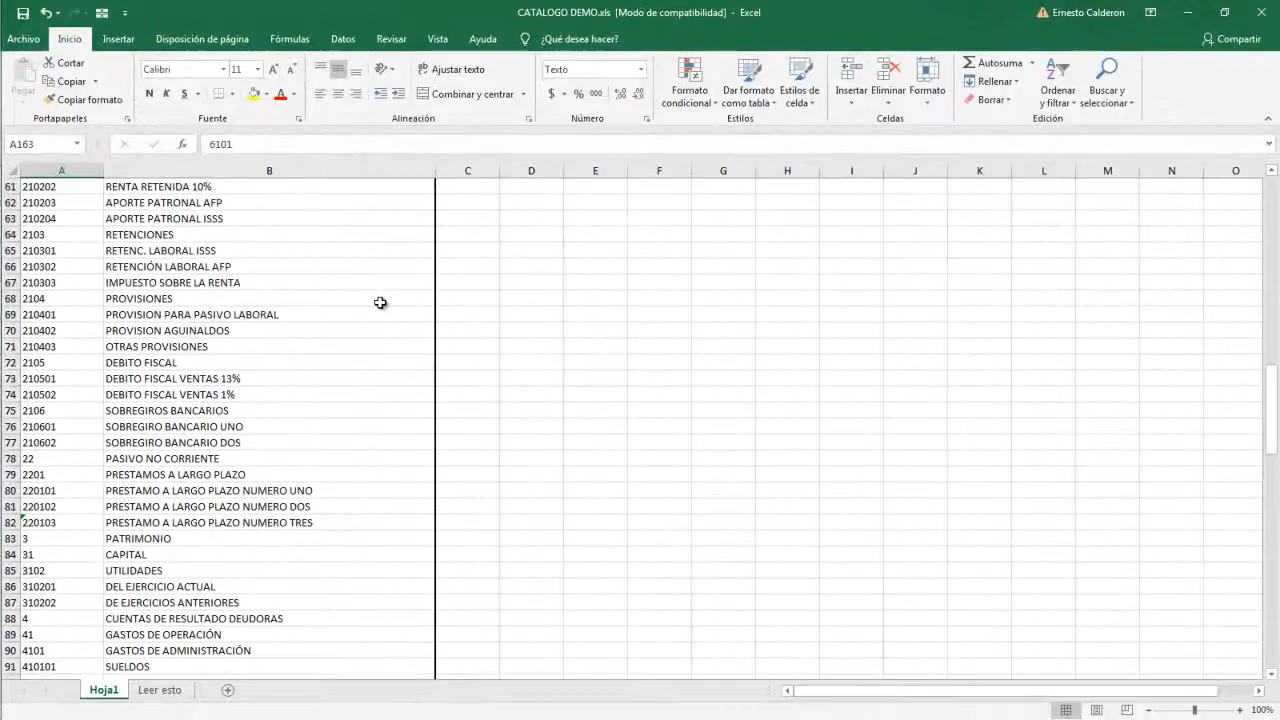 CATALOGO DEMO.xls [Modo de compatibilidad] - Excel
Ernesto Calderon
Archivo Inicio Insertar Disposición de página Fórmulas Datos Revisar Vista Ayuda ¿Qué desea hacer? Compartir
Pegar
Cortar
Copiar
Copiar formato
Portapapeles
Calibri 11
N K S
Fuente
Ajustar texto
Combinar y centrar
Alineación
Texto
$ % 000
Número
Formato condicional
Dar formato como tabla
Estilos de celda
Estilos
Insertar Eliminar Formato
Celdas
Autosuma
Rellenar
Borrar
Ordenar y filtrar
Buscar y seleccionar
Edición
A163 fx 6101
A B C D E F G H I J K L M N O
61 210202 RENTA RETENIDA 10%
62 210203 APORTE PATRONAL AFP
63 210204 APORTE PATRONAL ISSS
64 2103 RETENCIONES
65 210301 RETENC. LABORAL ISSS
66 210302 RETENCIÓN LABORAL AFP
67 210303 IMPUESTO SOBRE LA RENTA
68 2104 PROVISIONES
69 210401 PROVISION PARA PASIVO LABORAL
70 210402 PROVISION AGUINALDOS
71 210403 OTRAS PROVISIONES
72 2105 DEBITO FISCAL
73 210501 DEBITO FISCAL VENTAS 13%
74 210502 DEBITO FISCAL VENTAS 1%
75 2106 SOBREGIROS BANCARIOS
76 210601 SOBREGIRO BANCARIO UNO
77 210602 SOBREGIRO BANCARIO DOS
78 22 PASIVO NO CORRIENTE
79 2201 PRESTAMOS A LARGO PLAZO
80 220101 PRESTAMO A LARGO PLAZO NUMERO UNO
81 220102 PRESTAMO A LARGO PLAZO NUMERO DOS
82 220103 PRESTAMO A LARGO PLAZO NUMERO TRES
83 3 PATRIMONIO
84 31 CAPITAL
85 3102 UTILIDADES
86 310201 DEL EJERCICIO ACTUAL
87 310202 DE EJERCICIOS ANTERIORES
88 4 CUENTAS DE RESULTADO DEUDORAS
89 41 GASTOS DE OPERACIÓN
90 4101 GASTOS DE ADMINISTRACIÓN
91 410101 SUELDOS
Hoja1 Leer esto
100%